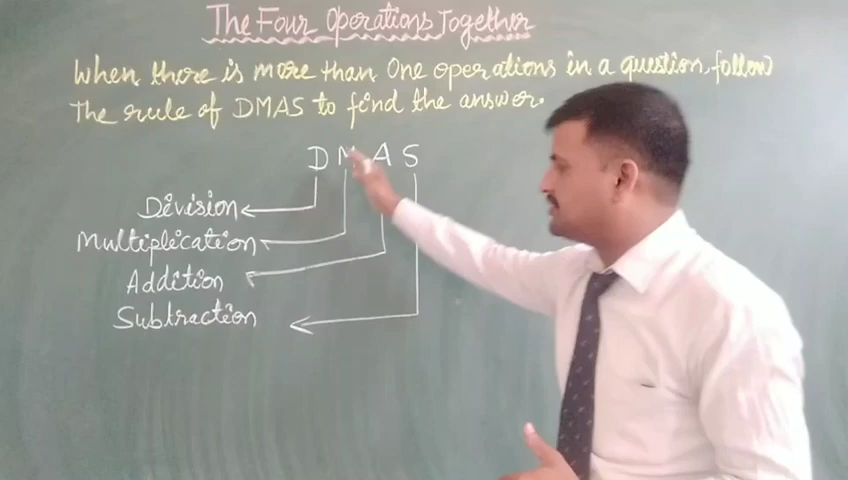 The Four Operations Together
When there is more than One operations in a question, follow
The rule of DMAS to find the answer.
D M A S
Division
Multiplication
Addition
Subtraction